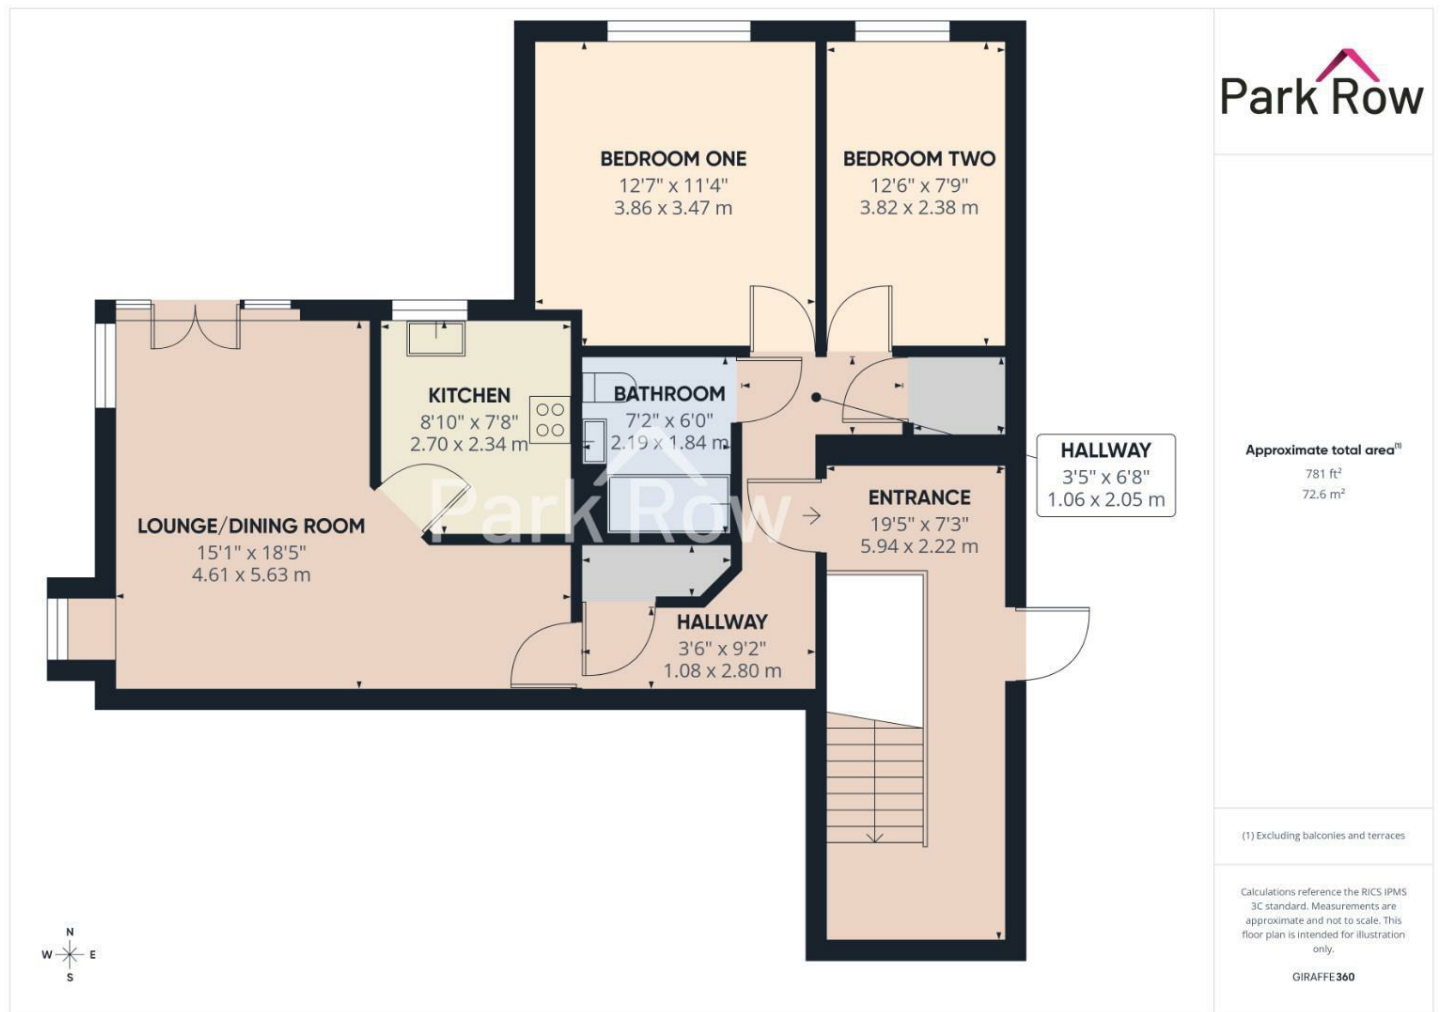 BEDROOM ONE
12'7" x 11'4"
3.86 x 3.47 m
BEDROOM TWO
12'6" x 7'9"
3.82 x 2.38 m
KITCHEN
8'10" x 7'8"
2.70 x 2.34 m
BATHROOM
7'2" x 6'0"
2.19 x 1.84 m
HALLWAY
3'5" x 6'8"
1.06 x 2.05 m
ENTRANCE
19'5" x 7'3"
5.94 x 2.22 m
LOUNGE/DINING ROOM
15'1" x 18'5"
4.61 x 5.63 m
Park Row
HALLWAY
3'6" x 9'2"
1.08 x 2.80 m
N
W E
S
Park Row
Approximate total area(1)
781 ft²
72.6 m²
(1) Excluding balconies and terraces
Calculations reference the RICS IPMS
3C standard. Measurements are
approximate and not to scale. This
floor plan is intended for illustration
only.
GIRAFFE360